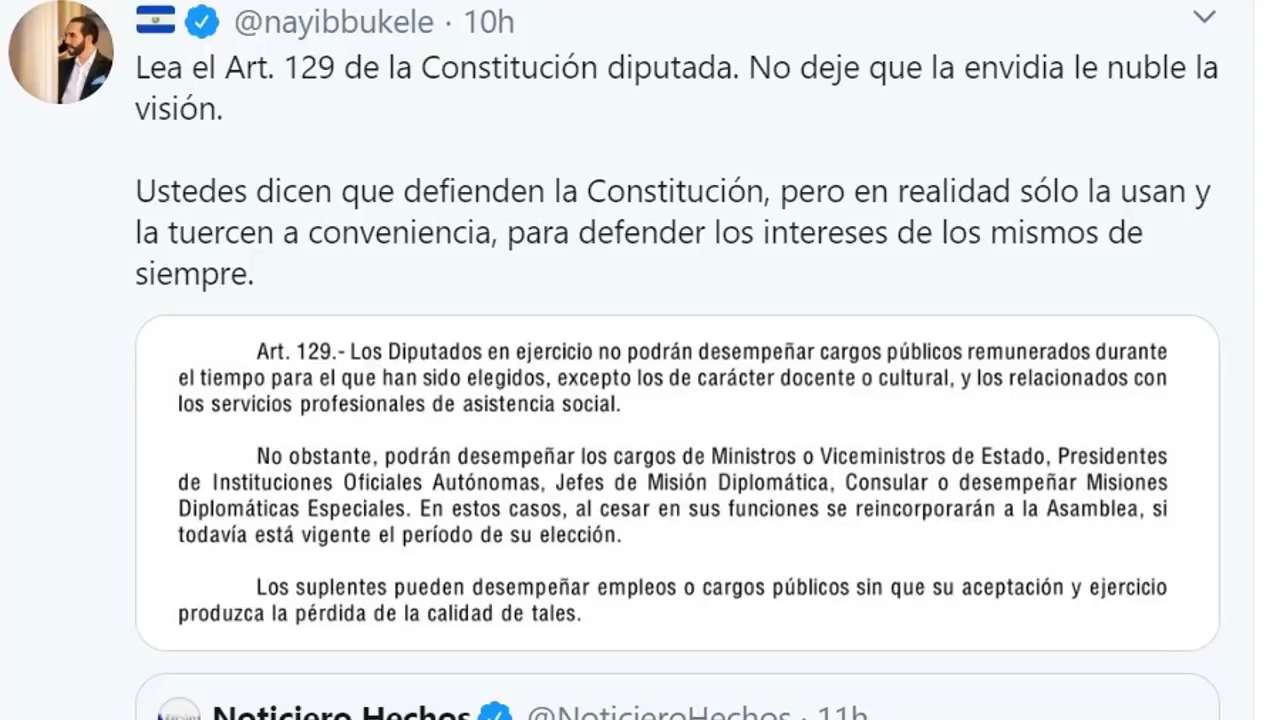 @nayibbukele · 10h
Lea el Art. 129 de la Constitución diputada. No deje que la envidia le nuble la
visión.
Ustedes dicen que defienden la Constitución, pero en realidad sólo la usan y
la tuercen a conveniencia, para defender los intereses de los mismos de
siempre.
Art. 129.- Los Diputados en ejercicio no podrán desempeñar cargos públicos remunerados durante
el tiempo para el que han sido elegidos, excepto los de carácter docente o cultural, y los relacionados con
los servicios profesionales de asistencia social.
No obstante, podrán desempeñar los cargos de Ministros o Viceministros de Estado, Presidentes
de Instituciones Oficiales Autónomas, Jefes de Misión Diplomática, Consular o desempeñar Misiones
Diplomáticas Especiales. En estos casos, al cesar en sus funciones se reincorporarán a la Asamblea, si
todavía está vigente el período de su elección.
Los suplentes pueden desempeñar empleos o cargos públicos sin que su aceptación y ejercicio
produzca la pérdida de la calidad de tales.
Noticiero Hechos @NoticieroHechos · 11h